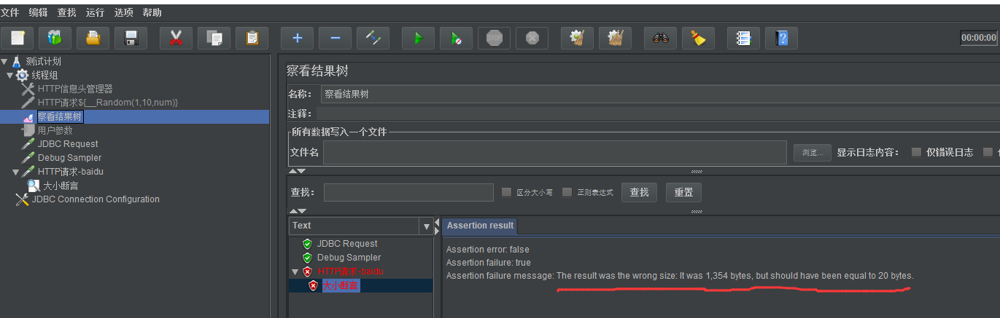 文件 编辑 查找 运行 选项 帮助
STOP
00:00:00
测试计划
线程组
HTTP信息头管理器
HTTP请求${__Random(1,10,num)}
察看结果树
用户参数
JDBC Request
Debug Sampler
HTTP请求-baidu
大小断言
JDBC Connection Configuration
察看结果树
名称： 察看结果树
注释：
所有数据写入一个文件
文件名 浏览... 显示日志内容： 仅错误日志
查找： 区分大小写 正则表达式 查找 重置
Text
JDBC Request
Debug Sampler
HTTP请求-baidu
大小断言
Assertion result
Assertion error: false
Assertion failure: true
Assertion failure message: The result was the wrong size: It was 1,354 bytes, but should have been equal to 20 bytes.